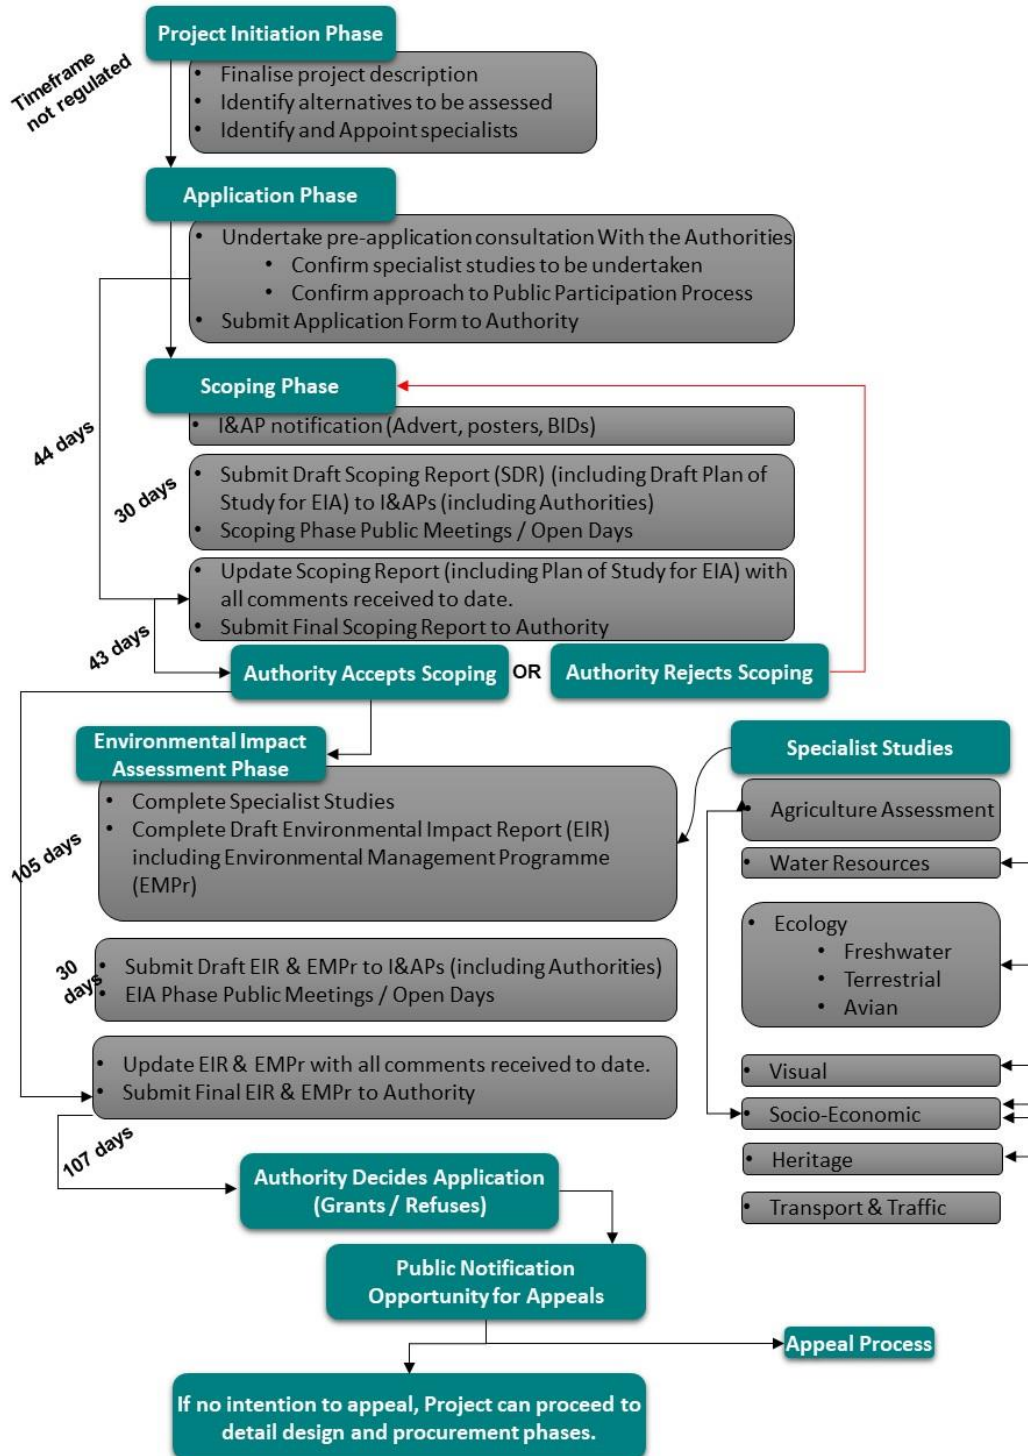 Project Initiation Phase
Timeframe
not regulated
• Finalise project description
• Identify alternatives to be assessed
• Identify and Appoint specialists
Application Phase
• Undertake pre-application consultation With the Authorities
• Confirm specialist studies to be undertaken
• Confirm approach to Public Participation Process
• Submit Application Form to Authority
Scoping Phase
44 days
• I&AP notification (Advert, posters, BIDs)
30 days
• Submit Draft Scoping Report (SDR) (including Draft Plan of
Study for EIA) to I&APs (including Authorities)
• Scoping Phase Public Meetings / Open Days
• Update Scoping Report (including Plan of Study for EIA) with
all comments received to date.
• Submit Final Scoping Report to Authority
43 days
Authority Accepts Scoping
OR
Authority Rejects Scoping
Environmental Impact
Assessment Phase
105 days
• Complete Specialist Studies
• Complete Draft Environmental Impact Report (EIR)
including Environmental Management Programme
(EMPr)
30
days
• Submit Draft EIR & EMPr to I&APs (including Authorities)
• EIA Phase Public Meetings / Open Days
• Update EIR & EMPr with all comments received to date.
• Submit Final EIR & EMPr to Authority
107 days
Specialist Studies
• Agriculture Assessment
• Water Resources
• Ecology
• Freshwater
• Terrestrial
• Avian
• Visual
• Socio-Economic
• Heritage
• Transport & Traffic
Authority Decides Application
(Grants / Refuses)
Public Notification
Opportunity for Appeals
Appeal Process
If no intention to appeal, Project can proceed to
detail design and procurement phases.